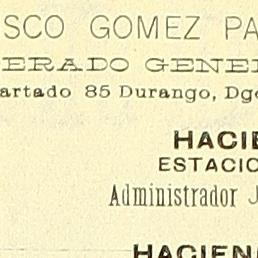 SCO GOMEZ PA
ERADO GENE
artado 85 Durango, Dg
HACIE
ESTACIO
Administrador J
HACIEN